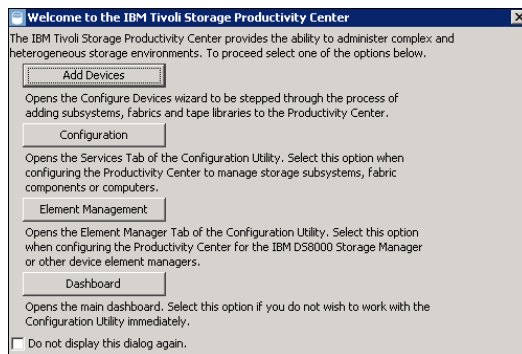 Welcome to the IBM Tivoli Storage Productivity Center
The IBM Tivoli Storage Productivity Center provides the ability to administer complex and
heterogeneous storage environments. To proceed select one of the options below.
Add Devices
Opens the Configure Devices wizard to be stepped through the process of
adding subsystems, fabrics and tape libraries to the Productivity Center.
Configuration
Opens the Services Tab of the Configuration Utility. Select this option when
configuring the Productivity Center to manage storage subsystems, fabric
components or computers.
Element Management
Opens the Element Manager Tab of the Configuration Utility. Select this option
when configuring the Productivity Center for the IBM DS8000 Storage Manager
or other device element managers.
Dashboard
Opens the main dashboard. Select this option if you do not wish to work with the
Configuration Utility immediately.
Do not display this dialog again.